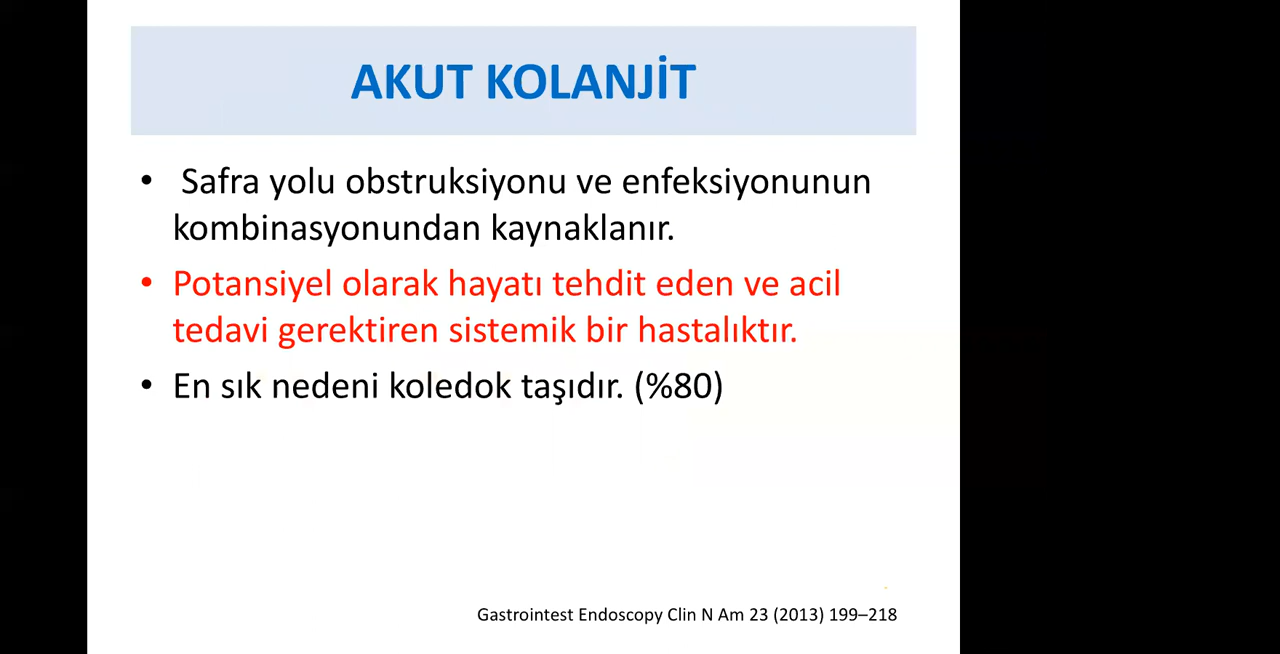 AKUT KOLANJİT
• Safra yolu obstruksiyonu ve enfeksiyonunun
kombinasyonundan kaynaklanır.
• Potansiyel olarak hayatı tehdit eden ve acil
tedavi gerektiren sistemik bir hastalıktır.
• En sık nedeni koledok taşıdır. (%80)
Gastrointest Endoscopy Clin N Am 23 (2013) 199–218